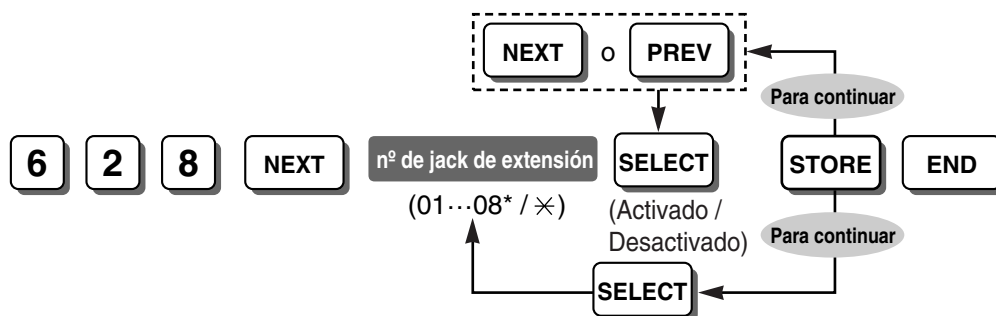 NEXT o PREV
Para continuar
6 2 8 NEXT nº de jack de extensión SELECT STORE END
(01···08* / ✳)
(Activado /
Desactivado)
Para continuar
SELECT